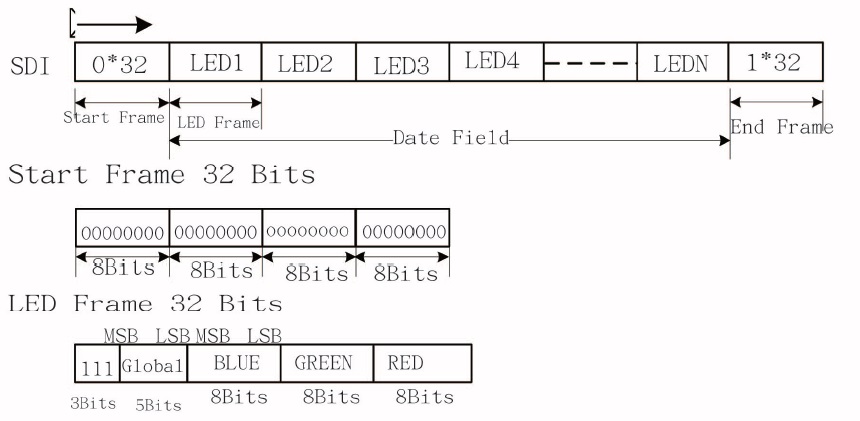 SDI 0*32 LED1 LED2 LED3 LED4 LEDN 1*32
Start Frame LED Frame End Frame
Date Field
Start Frame 32 Bits
00000000 00000000 00000000 00000000
8Bits 8Bits 8Bits 8Bits
LED Frame 32 Bits
MSB LSB MSB LSB
111 Global BLUE GREEN RED
3Bits 5Bits 8Bits 8Bits 8Bits